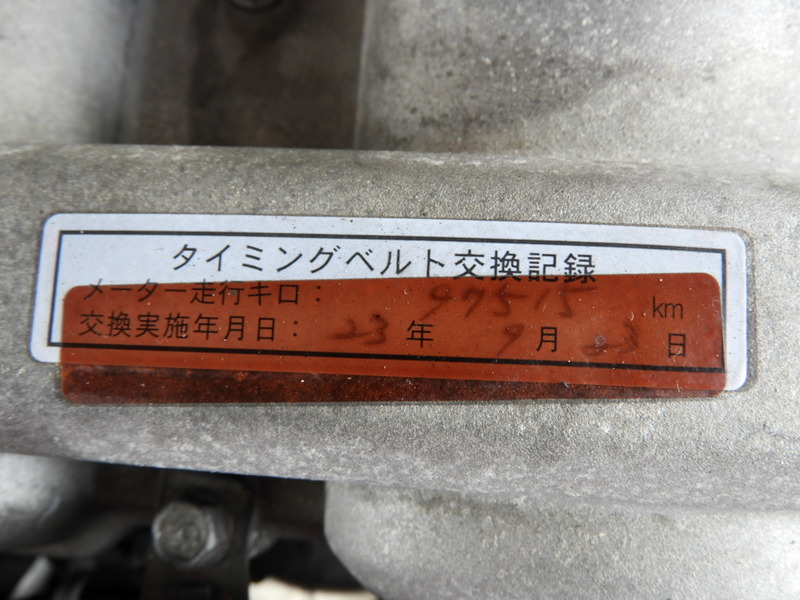 タイミングベルト交換記録
メーター走行キロ： 97515 km
交換実施年月日： 23 年 9 月 23 日